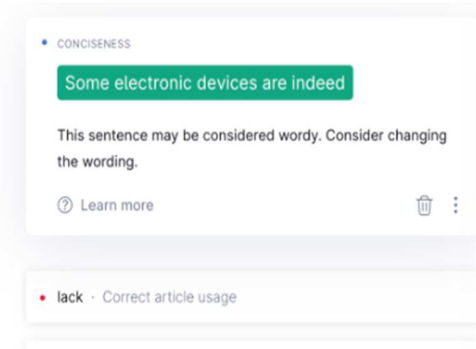 CONCISENESS
Some electronic devices are indeed
This sentence may be considered wordy. Consider changing
the wording.
Learn more
lack · Correct article usage